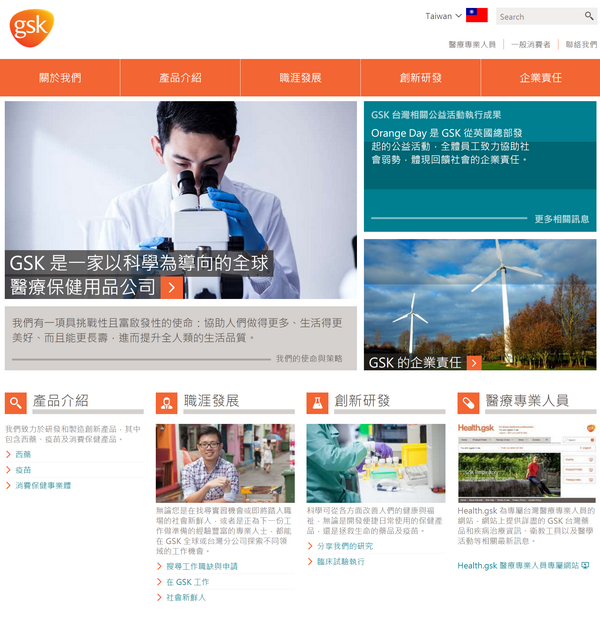 gsk
Taiwan
Search
醫療專業人員
一般消費者
聯絡我們
關於我們
產品介紹
職涯發展
創新研發
企業責任
GSK 是一家以科學為導向的全球
醫療保健用品公司
GSK 台灣相關公益活動執行成果
Orange Day 是 GSK 從英國總部發
起的公益活動，全體員工致力協助社
會弱勢，體現回饋社會的企業責任。
更多相關訊息
我們有一項具挑戰性且富啟發性的使命：協助人們做得更多、生活得更
美好、而且能更長壽，進而提升全人類的生活品質。
我們的使命與策略
GSK 的企業責任
產品介紹
我們致力於研發和製造創新產品，其中
包含西藥、疫苗及消費保健產品。
西藥
疫苗
消費保健事業體
職涯發展
無論您是在找尋實習機會或即將踏入職
場的社會新鮮人，或者是正為下一份工
作做準備的經驗豐富的專業人士，都能
在 GSK 全球或台灣分公司探索不同領
域的工作機會。
搜尋工作職缺與申請
在 GSK 工作
社會新鮮人
創新研發
科學可從各方面改善人們的健康與福
祉，無論是開發便捷日常使用的保健產
品，還是拯救生命的藥品及疫苗。
分享我們的研究
臨床試驗執行
醫療專業人員
Health.gsk
Health.gsk 為專屬台灣醫療專業人員的
網站，網站上提供詳盡的 GSK 台灣藥
品和疾病治療資訊、衛教工具以及醫學
活動等相關最新訊息。
Health.gsk 醫療專業人員專屬網站